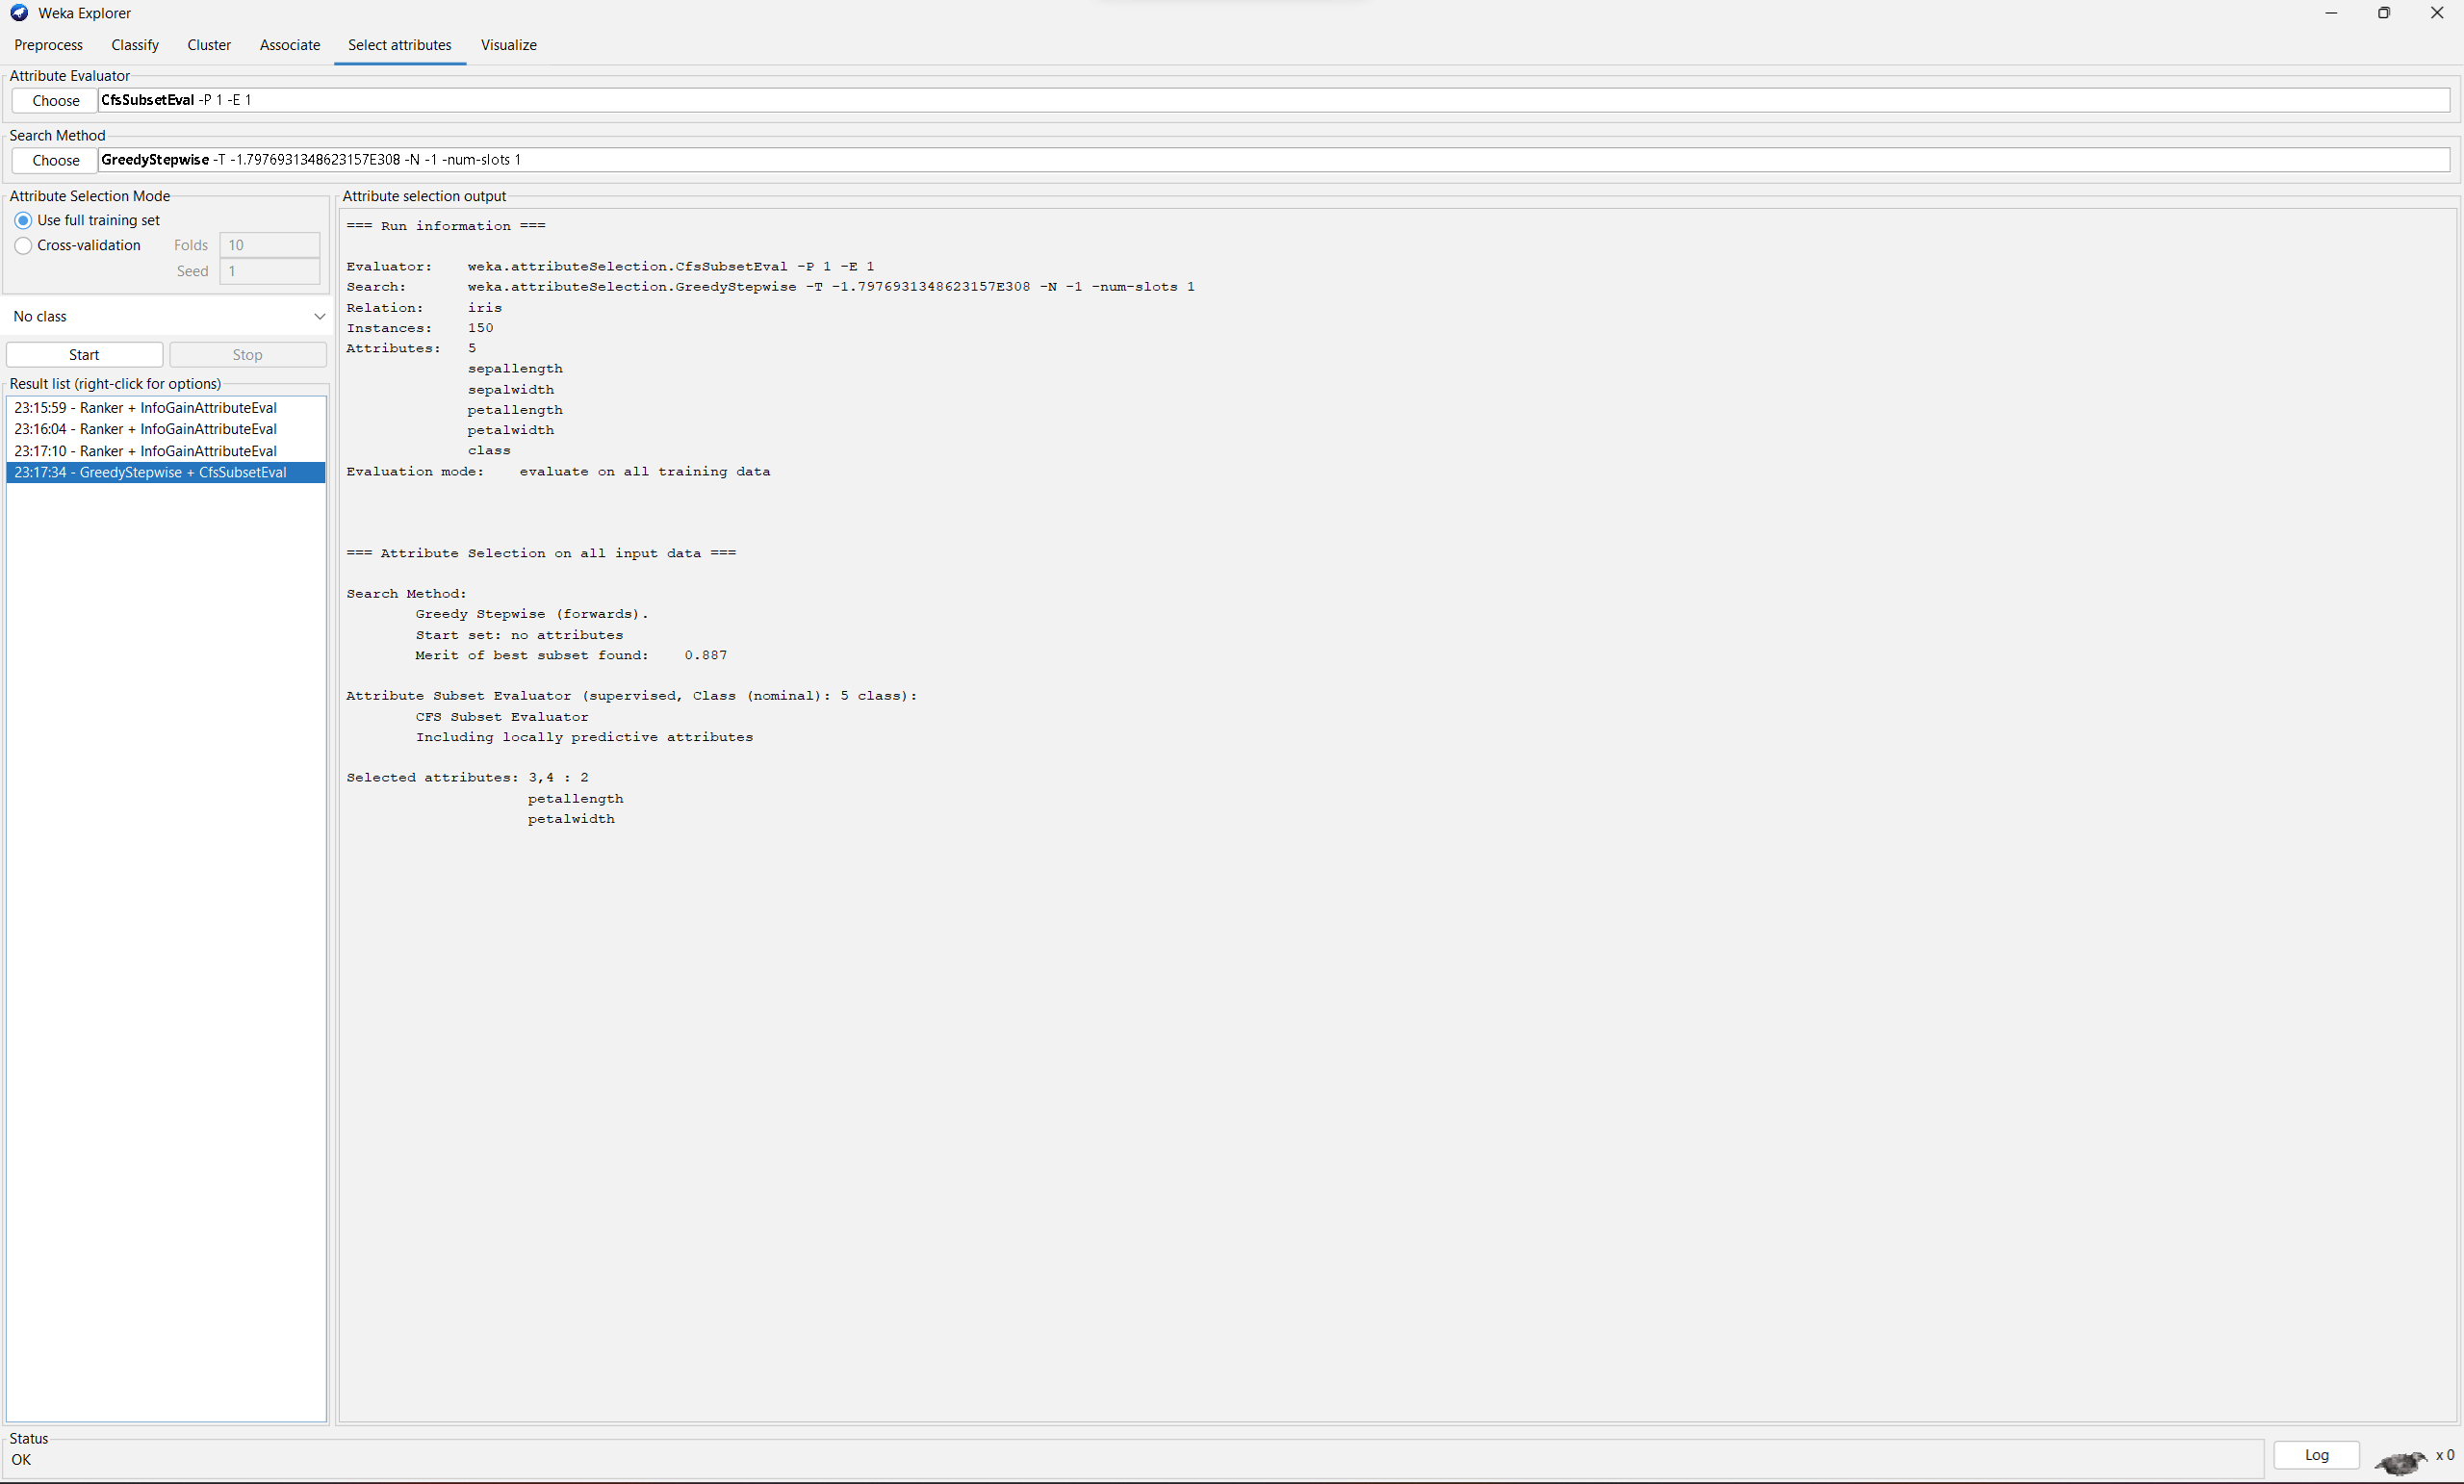 Weka Explorer
Preprocess Classify Cluster Associate Select attributes Visualize
Attribute Evaluator
Choose CfsSubsetEval -P 1 -E 1
Search Method
Choose GreedyStepwise -T -1.7976931348623157E308 -N -1 -num-slots 1
Attribute Selection Mode
Use full training set
Cross-validation Folds 10
Seed 1
No class
Start Stop
Result list (right-click for options)
23:15:59 - Ranker + InfoGainAttributeEval
23:16:04 - Ranker + InfoGainAttributeEval
23:17:10 - Ranker + InfoGainAttributeEval
23:17:34 - GreedyStepwise + CfsSubsetEval
Attribute selection output
=== Run information ===
Evaluator: weka.attributeSelection.CfsSubsetEval -P 1 -E 1
Search: weka.attributeSelection.GreedyStepwise -T -1.7976931348623157E308 -N -1 -num-slots 1
Relation: iris
Instances: 150
Attributes: 5
sepallength
sepalwidth
petallength
petalwidth
class
Evaluation mode: evaluate on all training data
=== Attribute Selection on all input data ===
Search Method:
Greedy Stepwise (forwards).
Start set: no attributes
Merit of best subset found: 0.887
Attribute Subset Evaluator (supervised, Class (nominal): 5 class):
CFS Subset Evaluator
Including locally predictive attributes
Selected attributes: 3,4 : 2
petallength
petalwidth
Status
OK
Log x 0